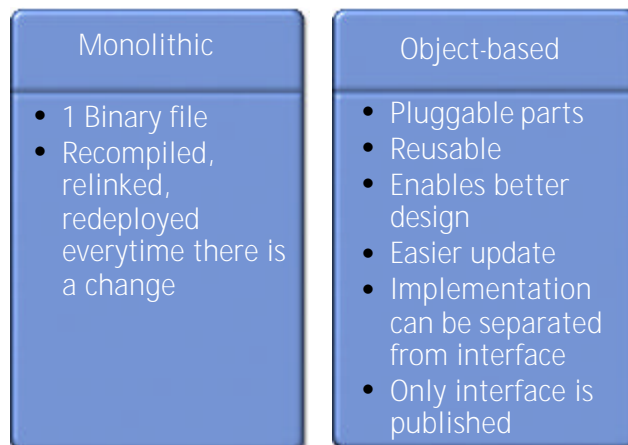 Monolithic
• 1 Binary file
• Recompiled,
relinked,
redeployed
everytime there is
a change
Object-based
• Pluggable parts
• Reusable
• Enables better
design
• Easier update
• Implementation
can be separated
from interface
• Only interface is
published